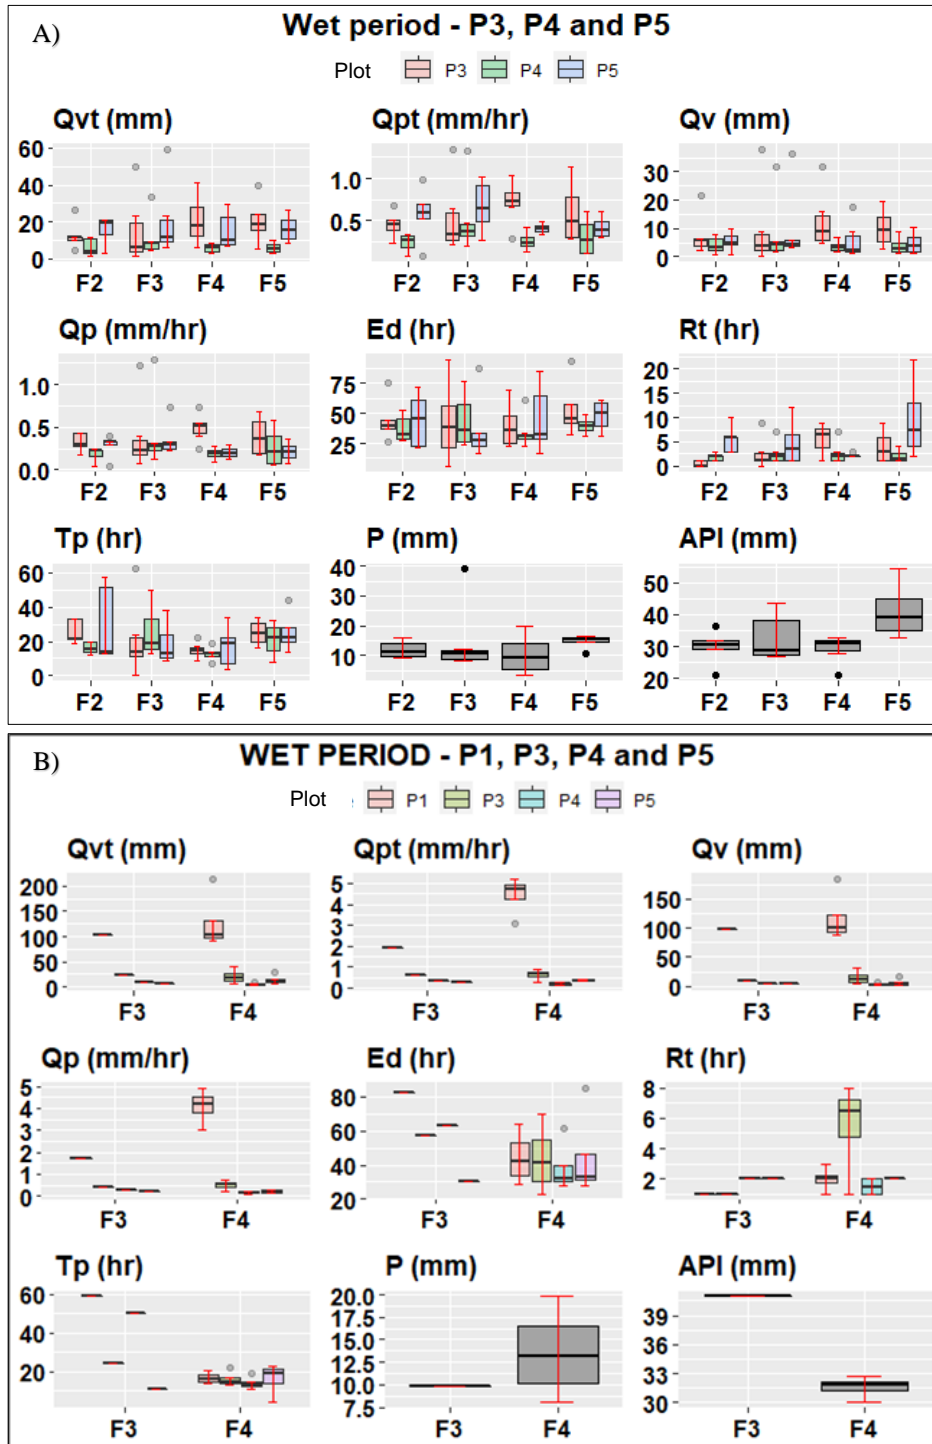 A)
Wet period - P3, P4 and P5
Plot P3 P4 P5
Qvt (mm) Qpt (mm/hr) Qv (mm)
60
40
20
0
F2 F3 F4 F5
1.0
0.5
F2 F3 F4 F5
30
20
10
0
F2 F3 F4 F5
Qp (mm/hr) Ed (hr) Rt (hr)
1.0
0.5
0.0
F2 F3 F4 F5
75
50
25
F2 F3 F4 F5
20
15
10
5
0
F2 F3 F4 F5
Tp (hr) P (mm) API (mm)
60
40
20
0
F2 F3 F4 F5
40
30
20
10
F2 F3 F4 F5
50
40
30
20
F2 F3 F4 F5
B)
WET PERIOD - P1, P3, P4 and P5
Plot : P1 P3 P4 P5
Qvt (mm) Qpt (mm/hr) Qv (mm)
200
150
100
50
0
F3 F4
5
4
3
2
1
0
F3 F4
150
100
50
0
F3 F4
Qp (mm/hr) Ed (hr) Rt (hr)
5
4
3
2
1
0
F3 F4
80
60
40
20
F3 F4
8
6
4
2
F3 F4
Tp (hr) P (mm) API (mm)
60
40
20
F3 F4
20.0
17.5
15.0
12.5
10.0
7.5
F3 F4
39
36
33
30
F3 F4